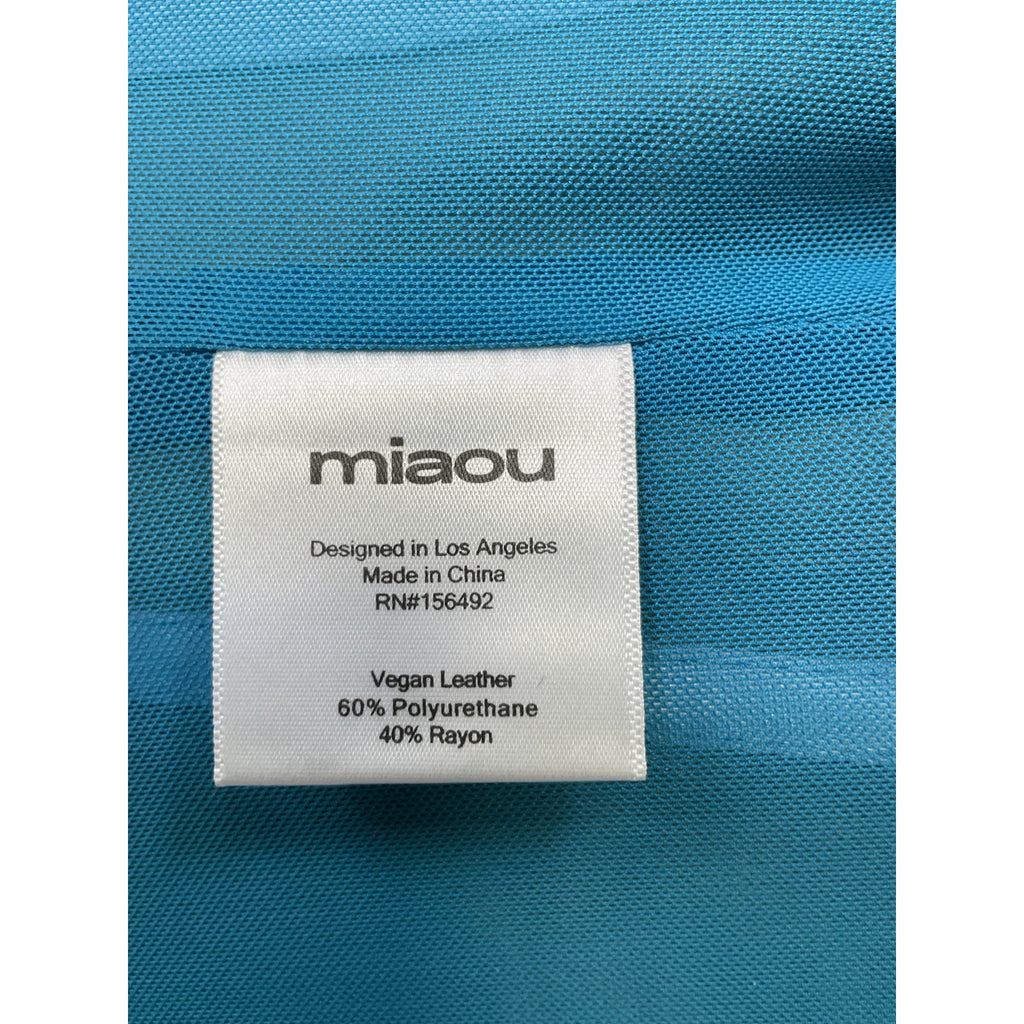 miaou
Designed in Los Angeles
Made in China
RN#156492
Vegan Leather
60% Polyurethane
40% Rayon